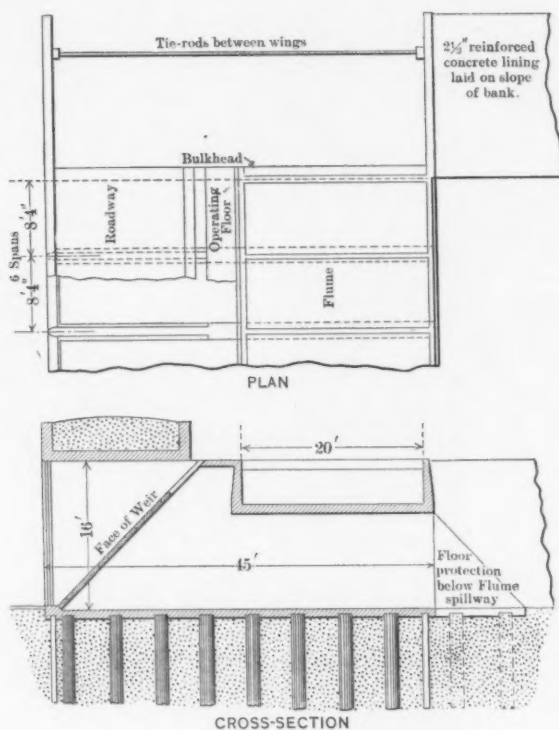 Tie-rods between wings
2½" reinforced
concrete lining
laid on slope
of bank.
Bulkhead
Roadway
Operating
Floor
6 Spans
8'-4"
8'-4"
Flume
PLAN
20'
16'
Face of Weir
45'
Floor
protection
below Flume
spillway
CROSS-SECTION